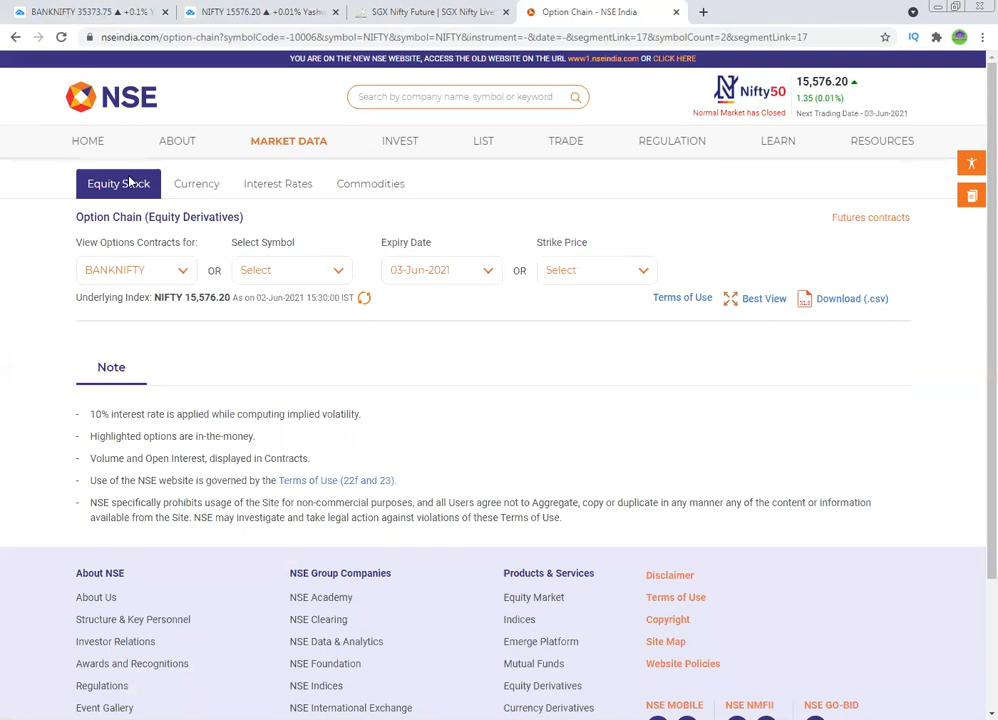 BANKNIFTY 35373.75 ▲ +0.1% Y
NIFTY 15576.20 ▲ +0.01% Yashw
SGX Nifty Future | SGX Nifty Live
Option Chain - NSE India
nseindia.com/option-chain?symbolCode=-10006&symbol=NIFTY&symbol=NIFTY&instrument=-&date=-&segmentLink=17&symbolCount=2&segmentLink=17
IQ
YOU ARE ON THE NEW NSE WEBSITE, ACCESS THE OLD WEBSITE ON THE URL www1.nseindia.com OR CLICK HERE
NSE
Search by company name, symbol or keyword
Nifty50
15,576.20
1.35 (0.01%)
Normal Market has Closed
Next Trading Date - 03-Jun-2021
HOME ABOUT MARKET DATA INVEST LIST TRADE REGULATION LEARN RESOURCES
Equity Stock Currency Interest Rates Commodities
Option Chain (Equity Derivatives)
Futures contracts
View Options Contracts for: Select Symbol Expiry Date Strike Price
BANKNIFTY OR Select 03-Jun-2021 OR Select
Underlying Index: NIFTY 15,576.20 As on 02-Jun-2021 15:30:00 IST
Terms of Use Best View XLS Download (.csv)
Note
- 10% interest rate is applied while computing implied volatility.
- Highlighted options are in-the-money.
- Volume and Open Interest, displayed in Contracts.
- Use of the NSE website is governed by the Terms of Use (22f and 23).
- NSE specifically prohibits usage of the Site for non-commercial purposes, and all Users agree not to Aggregate, copy or duplicate in any manner any of the content or information
available from the Site. NSE may investigate and take legal action against violations of these Terms of Use.
About NSE
About Us
Structure & Key Personnel
Investor Relations
Awards and Recognitions
Regulations
Event Gallery
NSE Group Companies
NSE Academy
NSE Clearing
NSE Data & Analytics
NSE Foundation
NSE Indices
NSE International Exchange
Products & Services
Equity Market
Indices
Emerge Platform
Mutual Funds
Equity Derivatives
Currency Derivatives
Disclaimer
Terms of Use
Copyright
Site Map
Website Policies
NSE MOBILE NSE NMFII NSE GO-BID